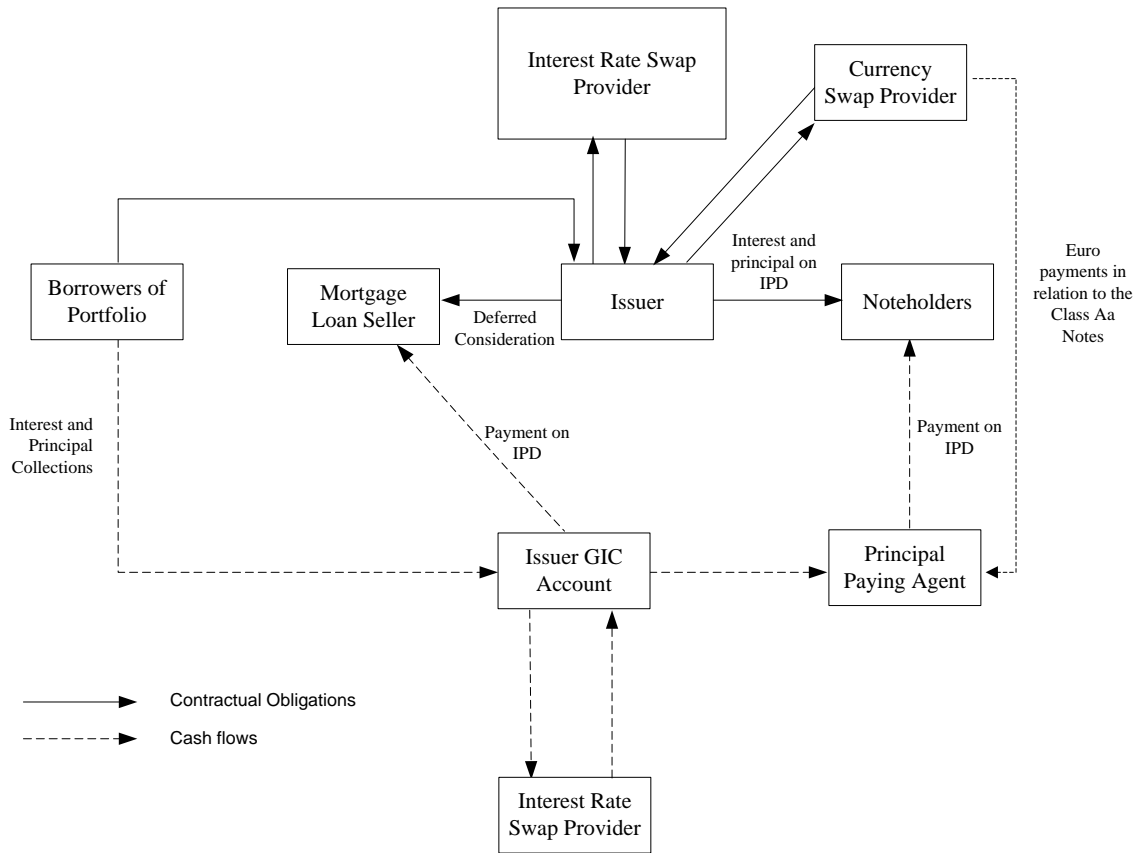 Interest Rate Swap
Provider
Currency
Swap Provider
Borrowers of
Portfolio
Mortgage
Loan Seller
Deferred
Consideration
Issuer
Interest and
principal on
IPD
Noteholders
Euro
payments in
relation to the
Class Aa
Notes
Interest and
Principal
Collections
Payment on
IPD
Payment on
IPD
Issuer GIC
Account
Principal
Paying Agent
Contractual Obligations
Cash flows
Interest Rate
Swap Provider